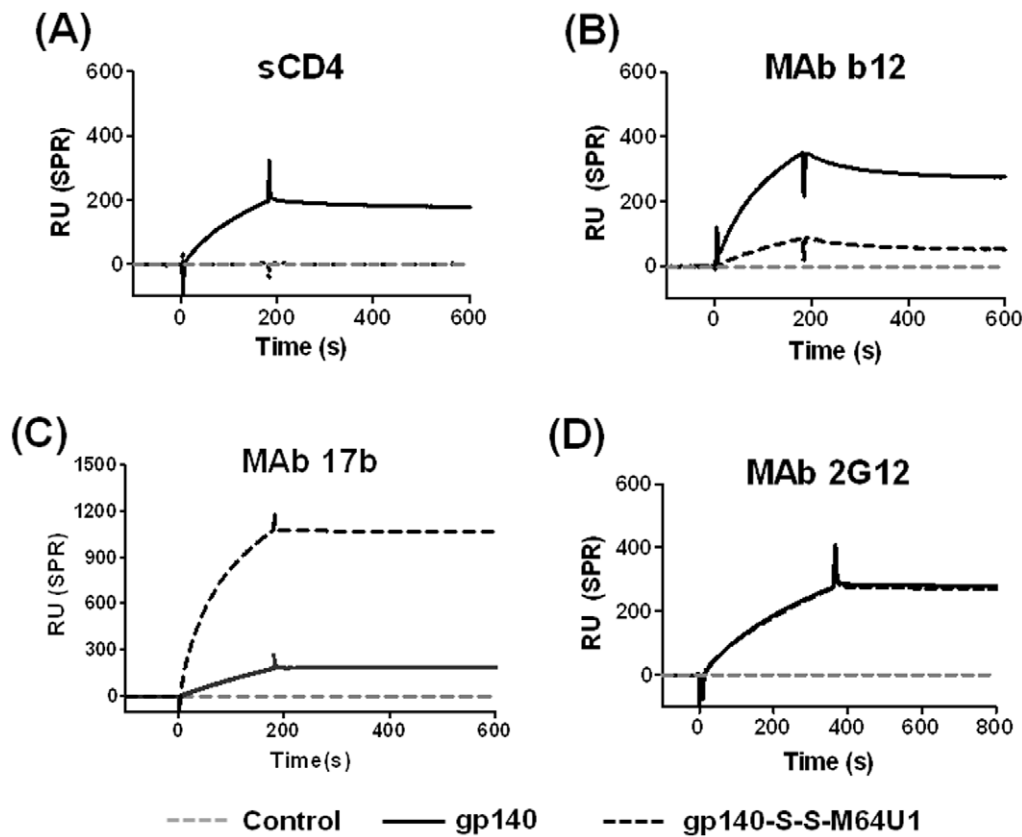 (A)
sCD4
600
400
200
0
RU (SPR)
0 200 400 600
Time (s)
(B)
MAb b12
600
400
200
0
RU (SPR)
0 200 400 600
Time (s)
(C)
MAb 17b
1500
1200
900
600
300
0
RU (SPR)
0 200 400 600
Time(s)
(D)
MAb 2G12
600
400
200
0
RU (SPR)
0 200 400 600 800
Time (s)
Control gp140 gp140-S-S-M64U1